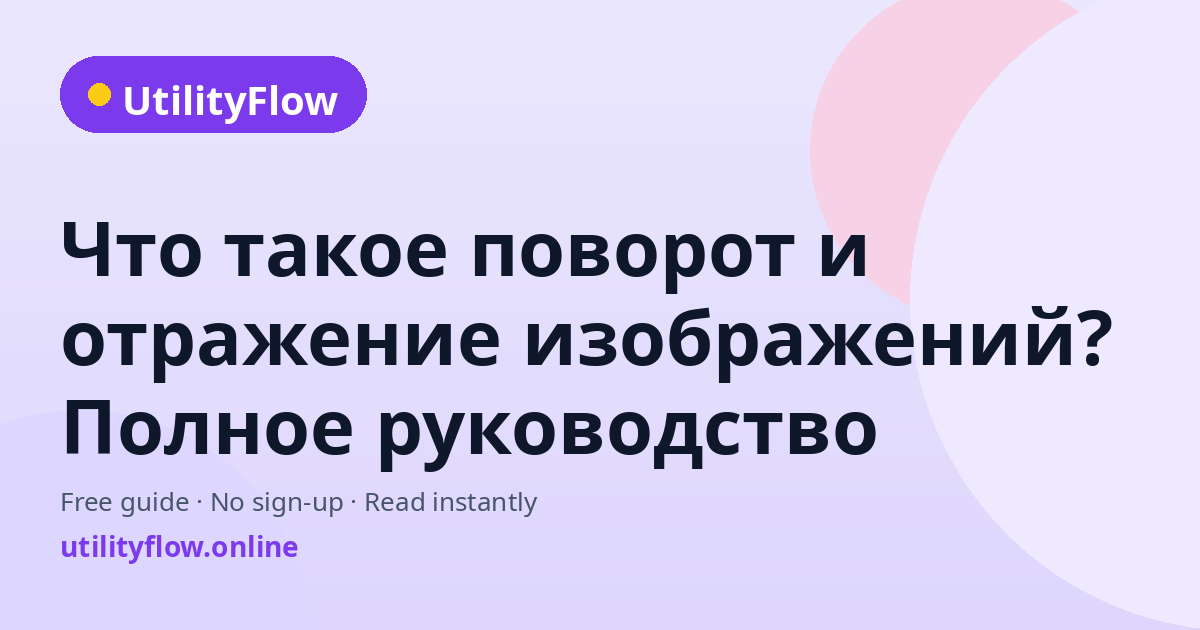 UtilityFlow
Что такое поворот и
отражение изображений?
Полное руководство
Free guide · No sign-up · Read instantly
utilityflow.online